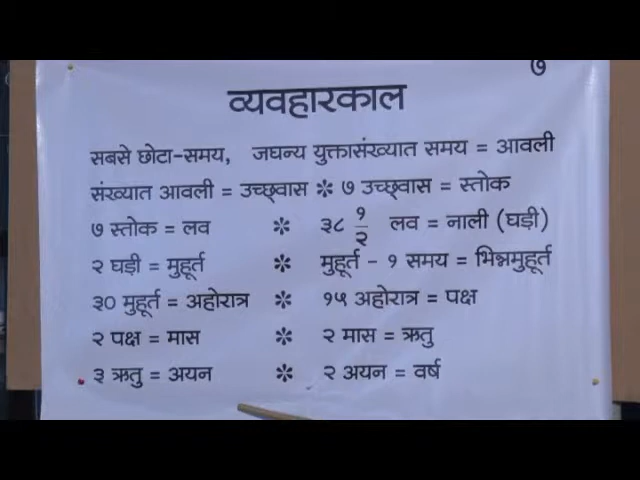 ७
व्यवहारकाल
सबसे छोटा-समय, जघन्य युक्तासंख्यात समय = आवली
संख्यात आवली = उच्छ्वास ✻ ७ उच्छ्वास = स्तोक
७ स्तोक = लव ✻ ३८ १/२ लव = नाली (घड़ी)
२ घड़ी = मुहूर्त ✻ मुहूर्त - १ समय = भिन्नमुहूर्त
३० मुहूर्त = अहोरात्र ✻ १५ अहोरात्र = पक्ष
२ पक्ष = मास ✻ २ मास = ऋतु
३ ऋतु = अयन ✻ २ अयन = वर्ष